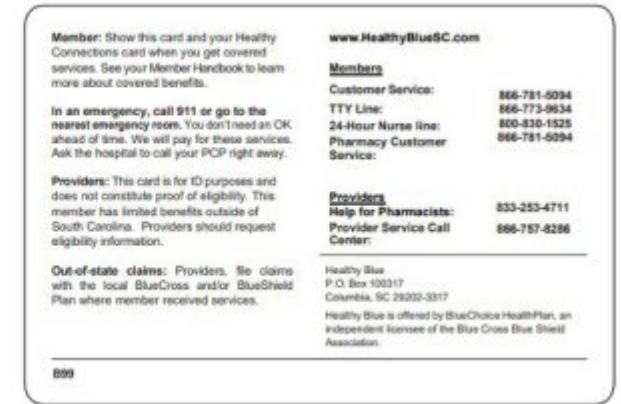 Member: Show this card and your Healthy
Connections card when you get covered
services. See your Member Handbook to learn
more about covered benefits.
In an emergency, call 911 or go to the
nearest emergency room. You don't need an OK
ahead of time. We will pay for these services.
Ask the hospital to call your PCP right away.
Providers: This card is for ID purposes and
does not constitute proof of eligibility. This
member has limited benefits outside of
South Carolina. Providers should request
eligibility information.
Out-of-state claims: Providers, file claims
with the local BlueCross and/or BlueShield
Plan where member received services.
www.HealthyBlueSC.com
Members
Customer Service: 866-781-5094
TTY Line: 866-773-9634
24-Hour Nurse line: 800-830-1525
Pharmacy Customer 866-781-5094
Service:
Providers
Help for Pharmacists: 833-253-4711
Provider Service Call 866-757-8286
Center:
Healthy Blue
P.O. Box 100317
Columbia, SC 29202-3317
Healthy Blue is offered by BlueChoice HealthPlan, an
independent licensee of the Blue Cross Blue Shield
Association.
B99